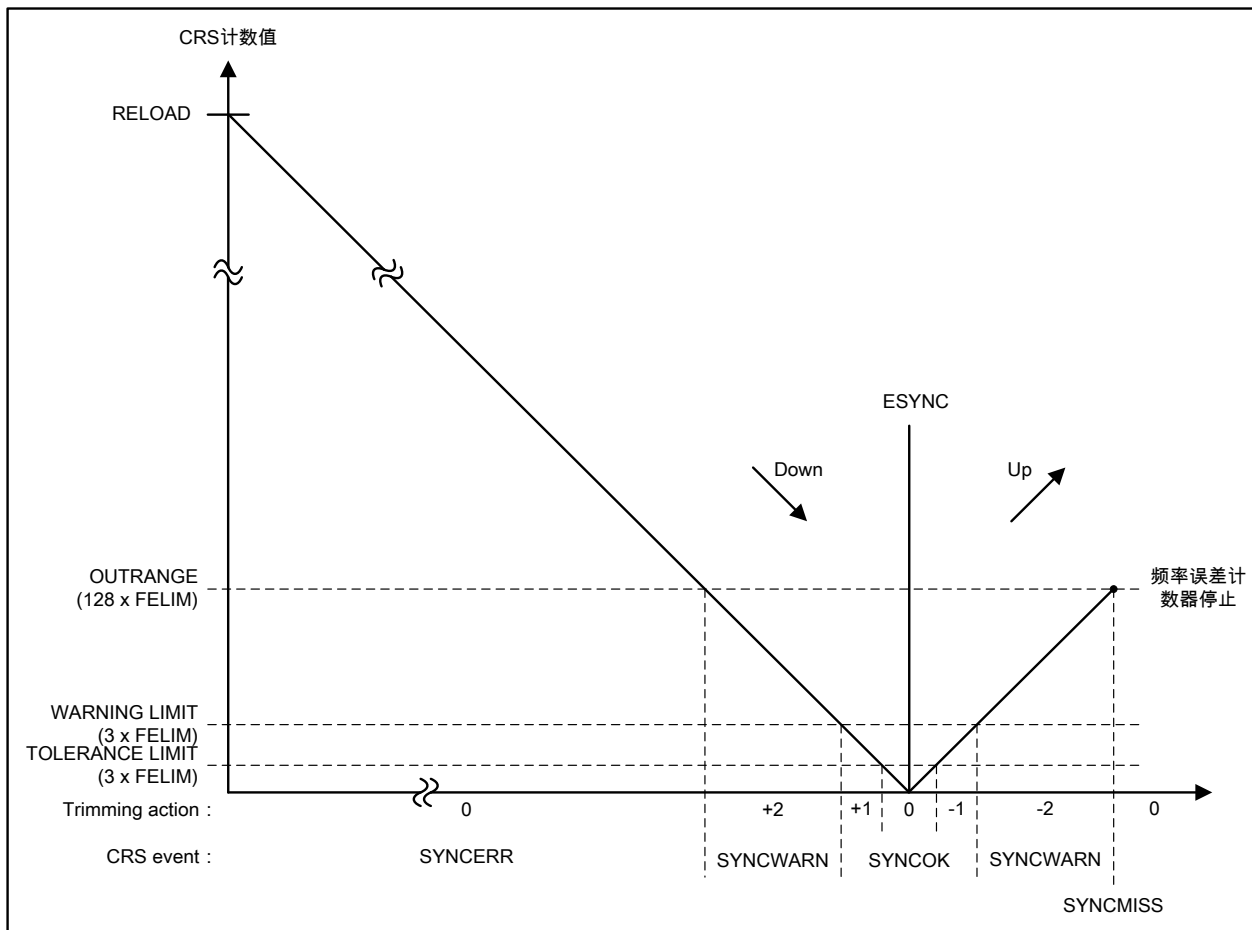 CRS计数值
RELOAD
ESYNC
Down
Up
OUTRANGE
(128 x FELIM)
频率误差计
数器停止
WARNING LIMIT
(3 x FELIM)
TOLERANCE LIMIT
(3 x FELIM)
Trimming action : 0 +2 +1 0 -1 -2 0
CRS event : SYNCERR SYNCWARN SYNCOK SYNCWARN
SYNCMISS